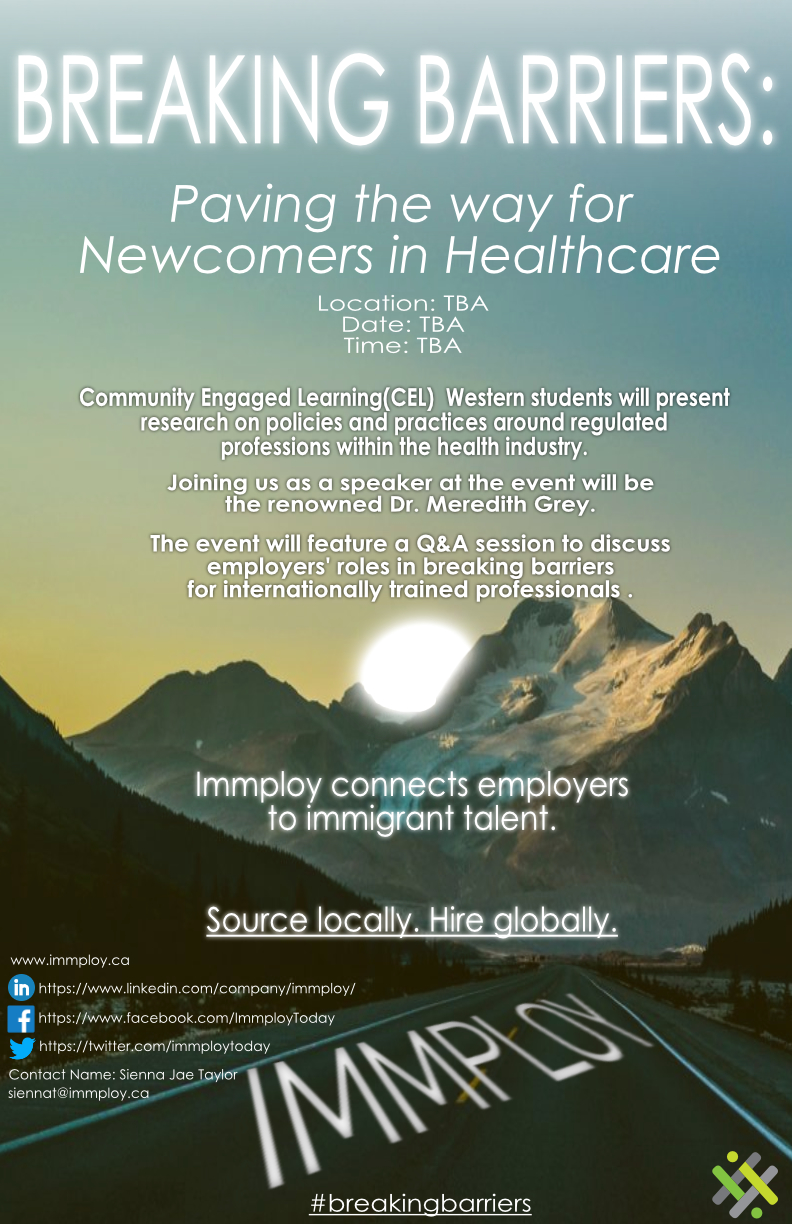 BREAKING BARRIERS:
Paving the way for
Newcomers in Healthcare
Location: TBA
Date: TBA
Time: TBA
Community Engaged Learning(CEL) Western students will present
research on policies and practices around regulated
professions within the health industry.
Joining us as a speaker at the event will be
the renowned Dr. Meredith Grey.
The event will feature a Q&A session to discuss
employers' roles in breaking barriers
for internationally trained professionals .
Immploy connects employers
to immigrant talent.
Source locally. Hire globally.
www.immploy.ca
in https://www.linkedin.com/company/immploy/
f https://www.facebook.com/ImmployToday
https://twitter.com/immploytoday
Contact Name: Sienna Jae Taylor
siennat@immploy.ca
IMMPLOY
#breakingbarriers